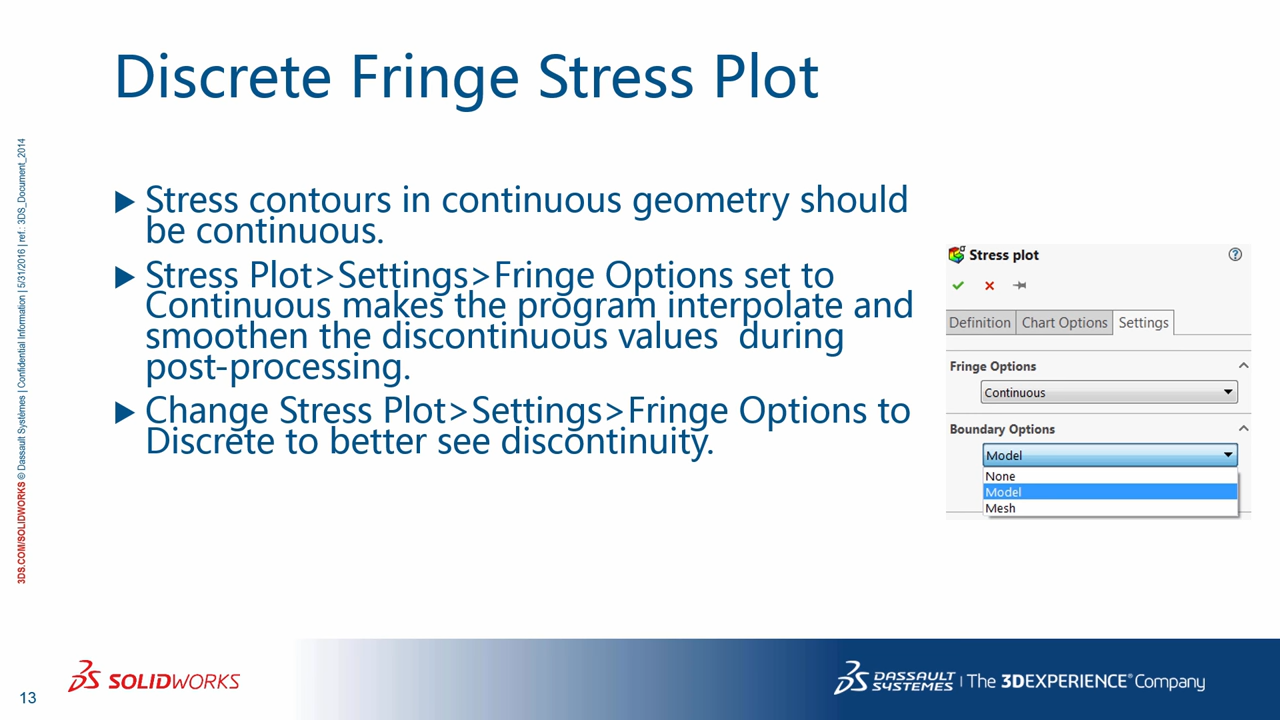 Discrete Fringe Stress Plot
Stress contours in continuous geometry should
be continuous.
Stress Plot>Settings>Fringe Options set to
Continuous makes the program interpolate and
smoothen the discontinuous values  during
post-processing.
Change Stress Plot>Settings>Fringe Options to
Discrete to better see discontinuity.
Stress plot
Definition Chart Options Settings
Fringe Options
Continuous
Boundary Options
Model
None
Model
Mesh
3DS.COM/SOLIDWORKS © Dassault Systèmes | Confidential Information | 5/31/2016 | ref.: 3DS_Document_2014
13
SOLIDWORKS
DASSAULT SYSTEMES | The 3DEXPERIENCE® Company